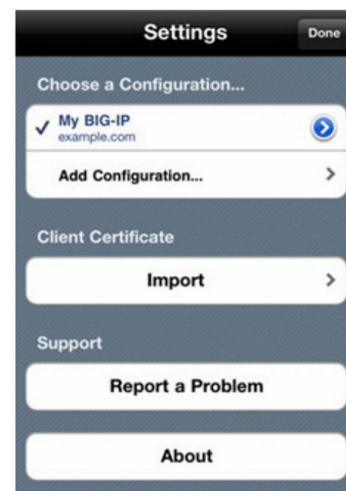 Settings
Done
Choose a Configuration...
My BIG-IP
example.com
Add Configuration...
Client Certificate
Import
Support
Report a Problem
About